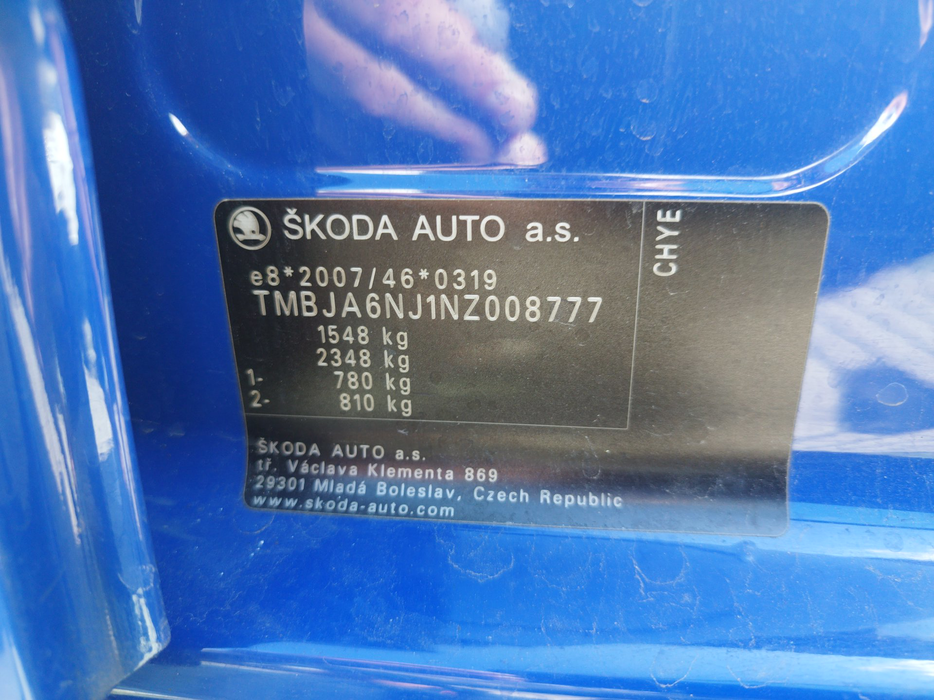 ŠKODA AUTO a.s.
e8*2007/46*0319
TMBJA6NJ1NZ008777
1548 kg
2348 kg
1- 780 kg
2- 810 kg
CHYE
ŠKODA AUTO a.s.
tř. Václava Klementa 869
29301 Mladá Boleslav, Czech Republic
www.skoda-auto.com